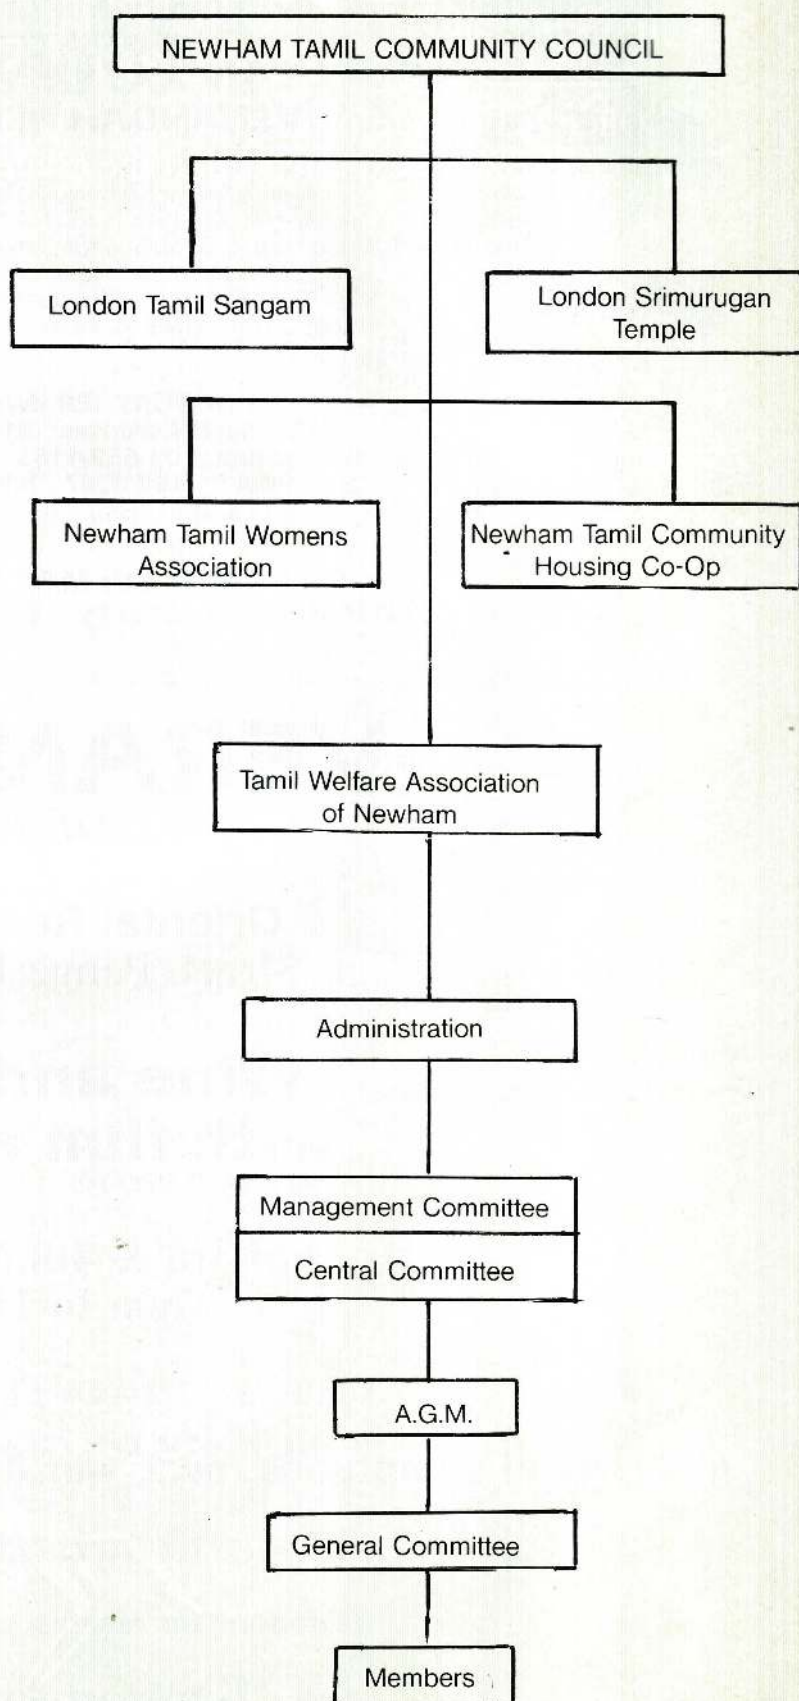 NEWHAM TAMIL COMMUNITY COUNCIL
London Tamil Sangam
London Srimurugan
Temple
Newham Tamil Womens
Association
Newham Tamil Community
Housing Co-Op
Tamil Welfare Association
of Newham
Administration
Management Committee
Central Committee
A.G.M.
General Committee
Members